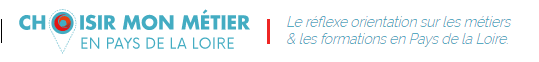 CHOISIR MON MÉTIER
EN PAYS DE LA LOIRE
Le réflexe orientation sur les métiers
& les formations en Pays de la Loire.